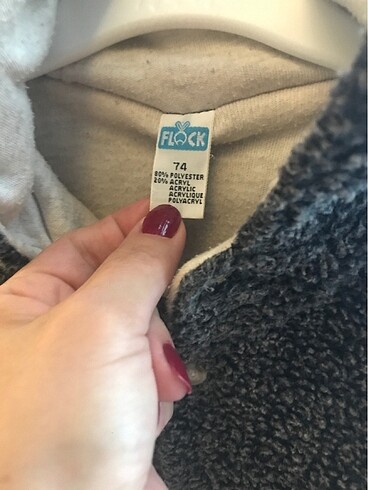 FLOCK
74
80% POLYESTER
20% ACRYL
ACRYLIC
ACRYLIQUE
POLYACRYL